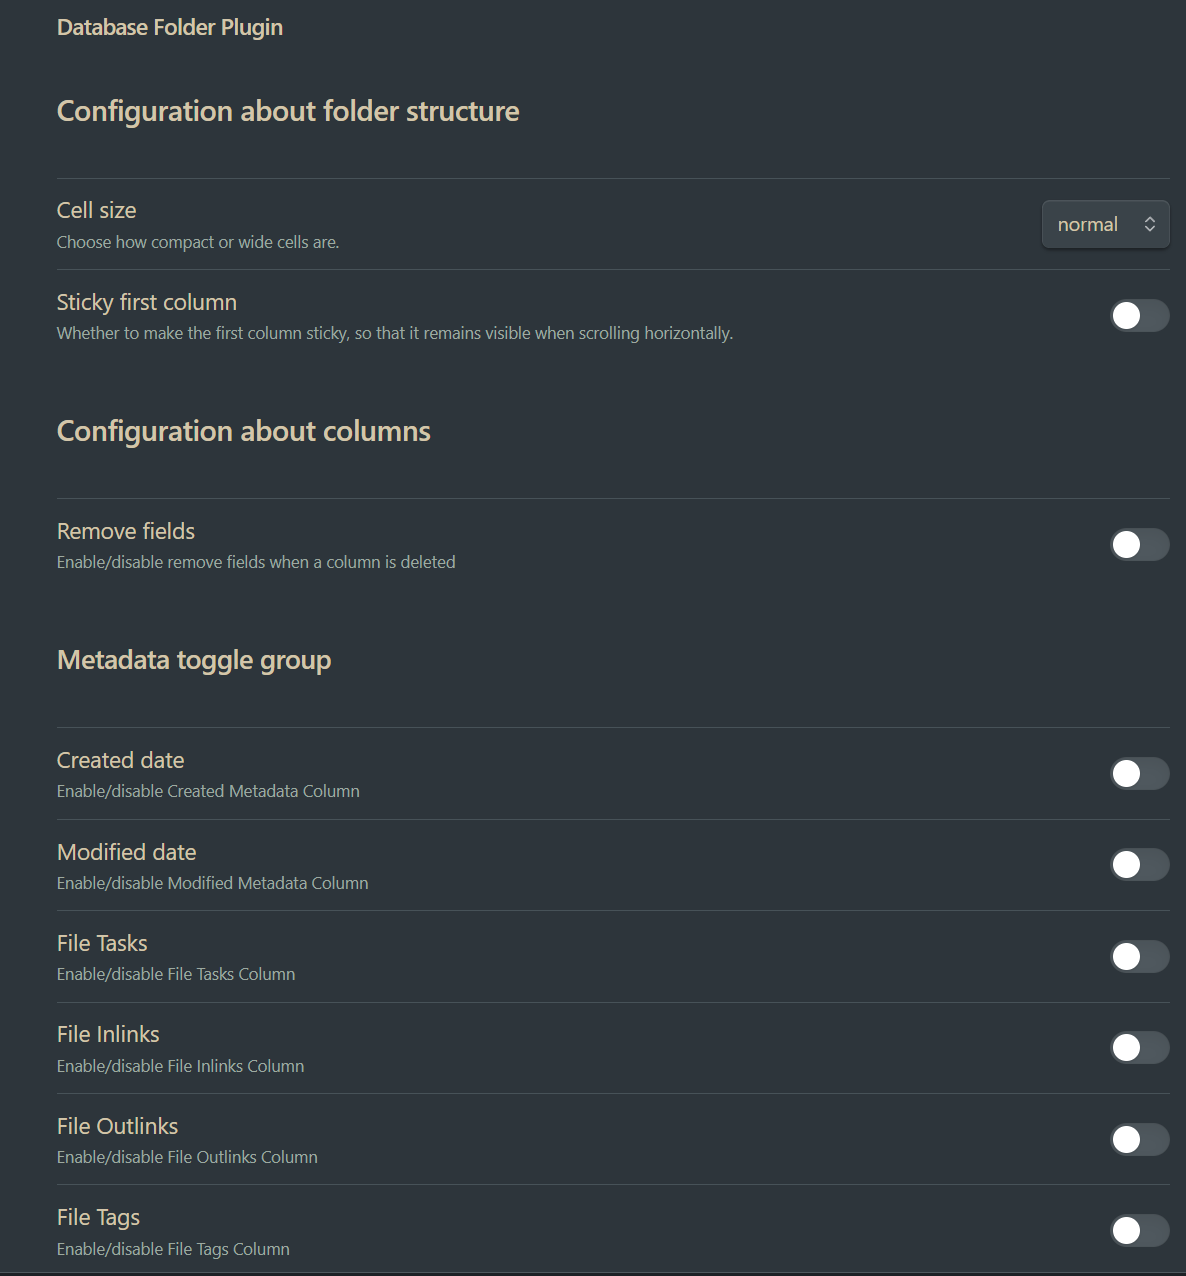 Database Folder Plugin
Configuration about folder structure
Cell size
normal
Choose how compact or wide cells are.
Sticky first column
Whether to make the first column sticky, so that it remains visible when scrolling horizontally.
Configuration about columns
Remove fields
Enable/disable remove fields when a column is deleted
Metadata toggle group
Created date
Enable/disable Created Metadata Column
Modified date
Enable/disable Modified Metadata Column
File Tasks
Enable/disable File Tasks Column
File Inlinks
Enable/disable File Inlinks Column
File Outlinks
Enable/disable File Outlinks Column
File Tags
Enable/disable File Tags Column